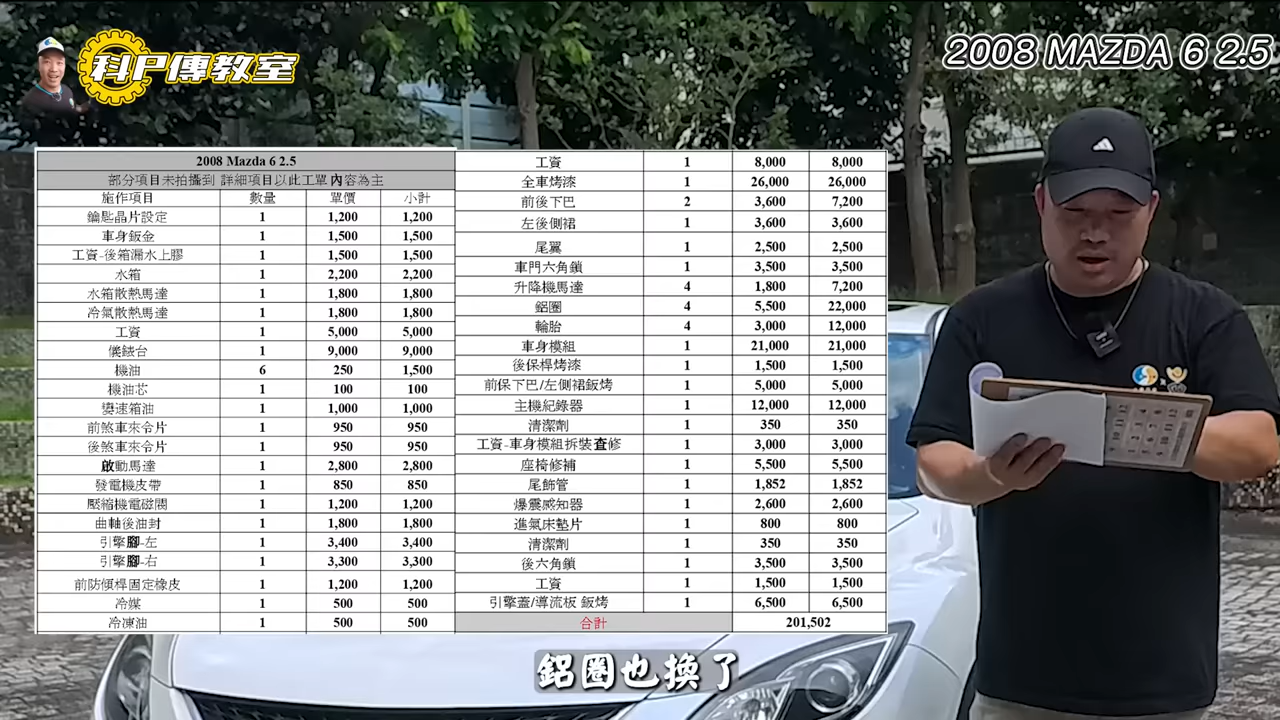 科P傳教室
2008 MAZDA 6 2.5
2008 Mazda 6 2.5
部分項目未拍攝到 詳細項目以此工單內容為主
施作項目 數量 單價 小計
鑰匙晶片設定 1 1,200 1,200
車身鈑金 1 1,500 1,500
工資-後箱漏水上膠 1 1,500 1,500
水箱 1 2,200 2,200
水箱散熱馬達 1 1,800 1,800
冷氣散熱馬達 1 1,800 1,800
工資 1 5,000 5,000
儀錶台 1 9,000 9,000
機油 6 250 1,500
機油芯 1 100 100
變速箱油 1 1,000 1,000
前煞車來令片 1 950 950
後煞車來令片 1 950 950
啟動馬達 1 2,800 2,800
發電機皮帶 1 850 850
壓縮機電磁閥 1 1,200 1,200
曲軸後油封 1 1,800 1,800
引擎腳-左 1 3,400 3,400
引擎腳-右 1 3,300 3,300
前防傾桿固定橡皮 1 1,200 1,200
冷媒 1 500 500
冷凍油 1 500 500
工資 1 8,000 8,000
全車烤漆 1 26,000 26,000
前後下巴 2 3,600 7,200
左後側裙 1 3,600 3,600
尾翼 1 2,500 2,500
車門六角鎖 1 3,500 3,500
升降機馬達 4 1,800 7,200
鋁圈 4 5,500 22,000
輪胎 4 3,000 12,000
車身模組 1 21,000 21,000
後保桿烤漆 1 1,500 1,500
前保下巴/左側裙鈑烤 1 5,000 5,000
主機紀錄器 1 12,000 12,000
清潔劑 1 350 350
工資-車身模組拆裝查修 1 3,000 3,000
座椅修補 1 5,500 5,500
尾飾管 1 1,852 1,852
爆震感知器 1 2,600 2,600
進氣床墊片 1 800 800
清潔劑 1 350 350
後六角鎖 1 3,500 3,500
工資 1 1,500 1,500
引擎蓋/導流板 鈑烤 1 6,500 6,500
合計 201,502
鋁圈也換了